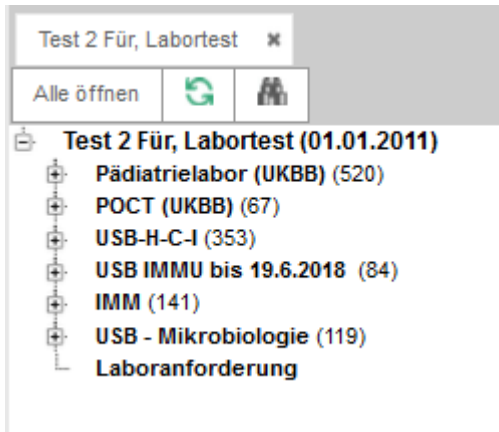 Test 2 Für, Labortest
Alle öffnen
Test 2 Für, Labortest (01.01.2011)
Pädiatrielabor (UKBB) (520)
POCT (UKBB) (67)
USB-H-C-I (353)
USB IMMU bis 19.6.2018 (84)
IMM (141)
USB - Mikrobiologie (119)
Laboranforderung